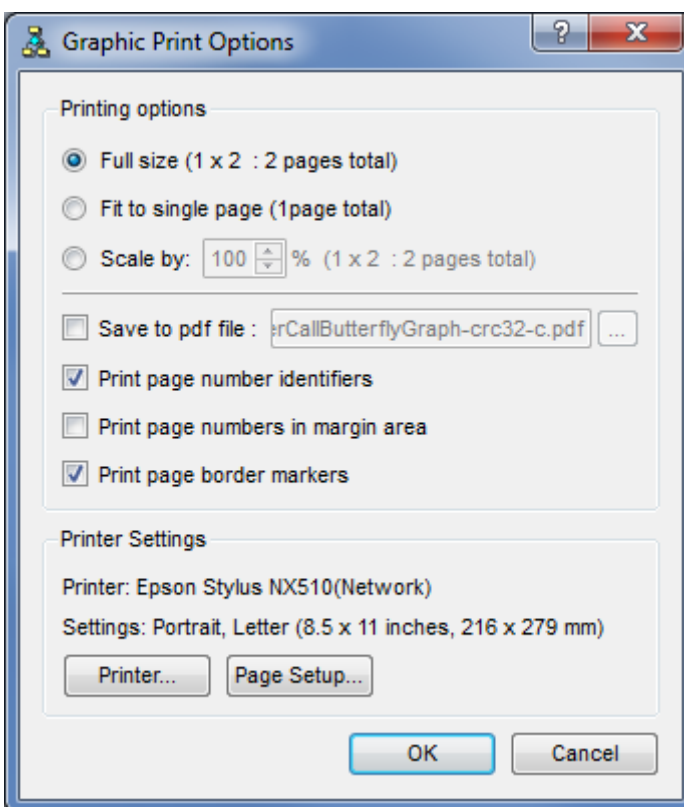 Graphic Print Options
Printing options
Full size (1 x 2 : 2 pages total)
Fit to single page (1page total)
Scale by: 100 % (1 x 2 : 2 pages total)
Save to pdf file : erCallButterflyGraph-crc32-c.pdf ...
Print page number identifiers
Print page numbers in margin area
Print page border markers
Printer Settings
Printer: Epson Stylus NX510(Network)
Settings: Portrait, Letter (8.5 x 11 inches, 216 x 279 mm)
Printer... Page Setup...
OK Cancel